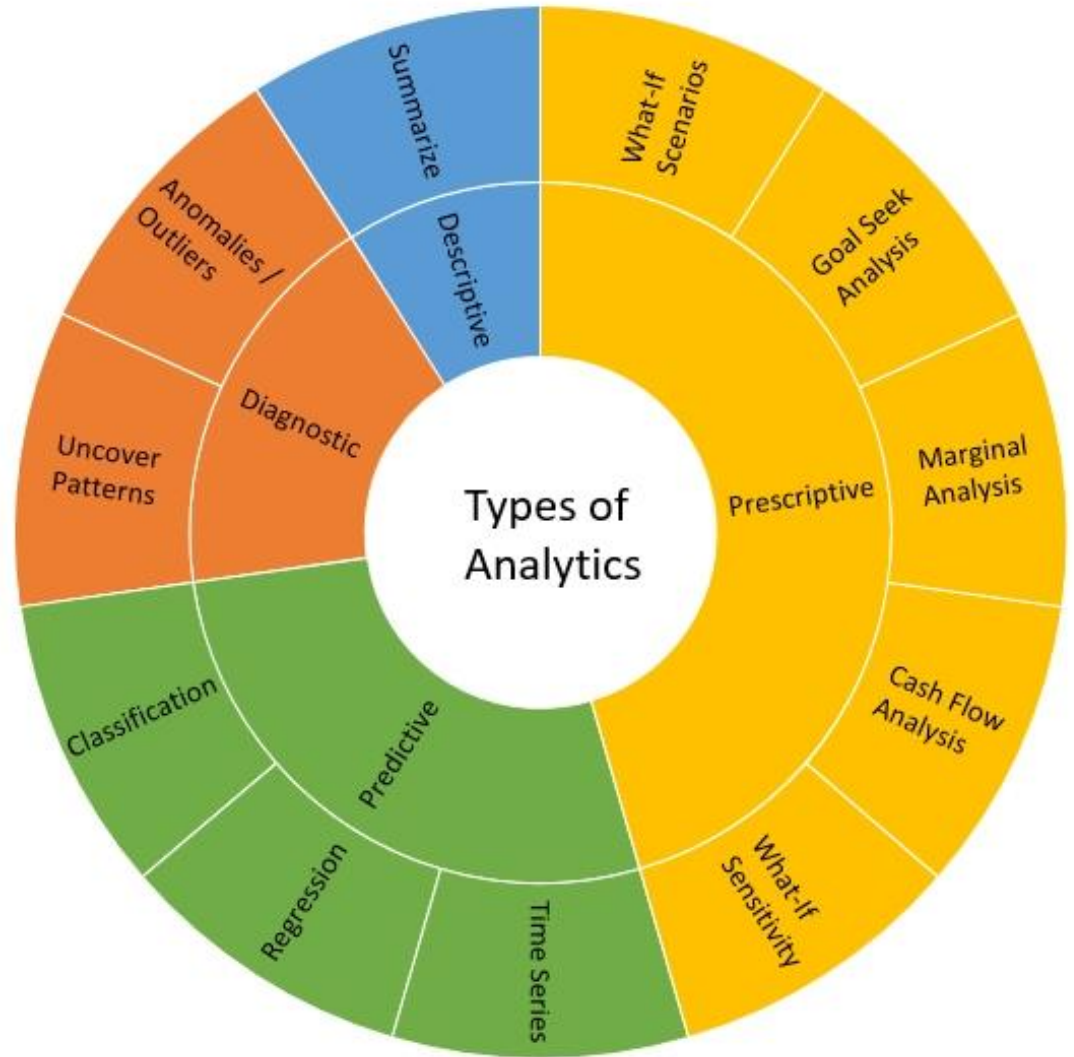 Types of
Analytics
Prescriptive
What-If
Scenarios
Goal Seek
Analysis
Marginal
Analysis
Cash Flow
Analysis
What-If
Sensitivity
Predictive
Time Series
Regression
Classification
Diagnostic
Uncover
Patterns
Anomalies /
Outliers
Descriptive
Summarize